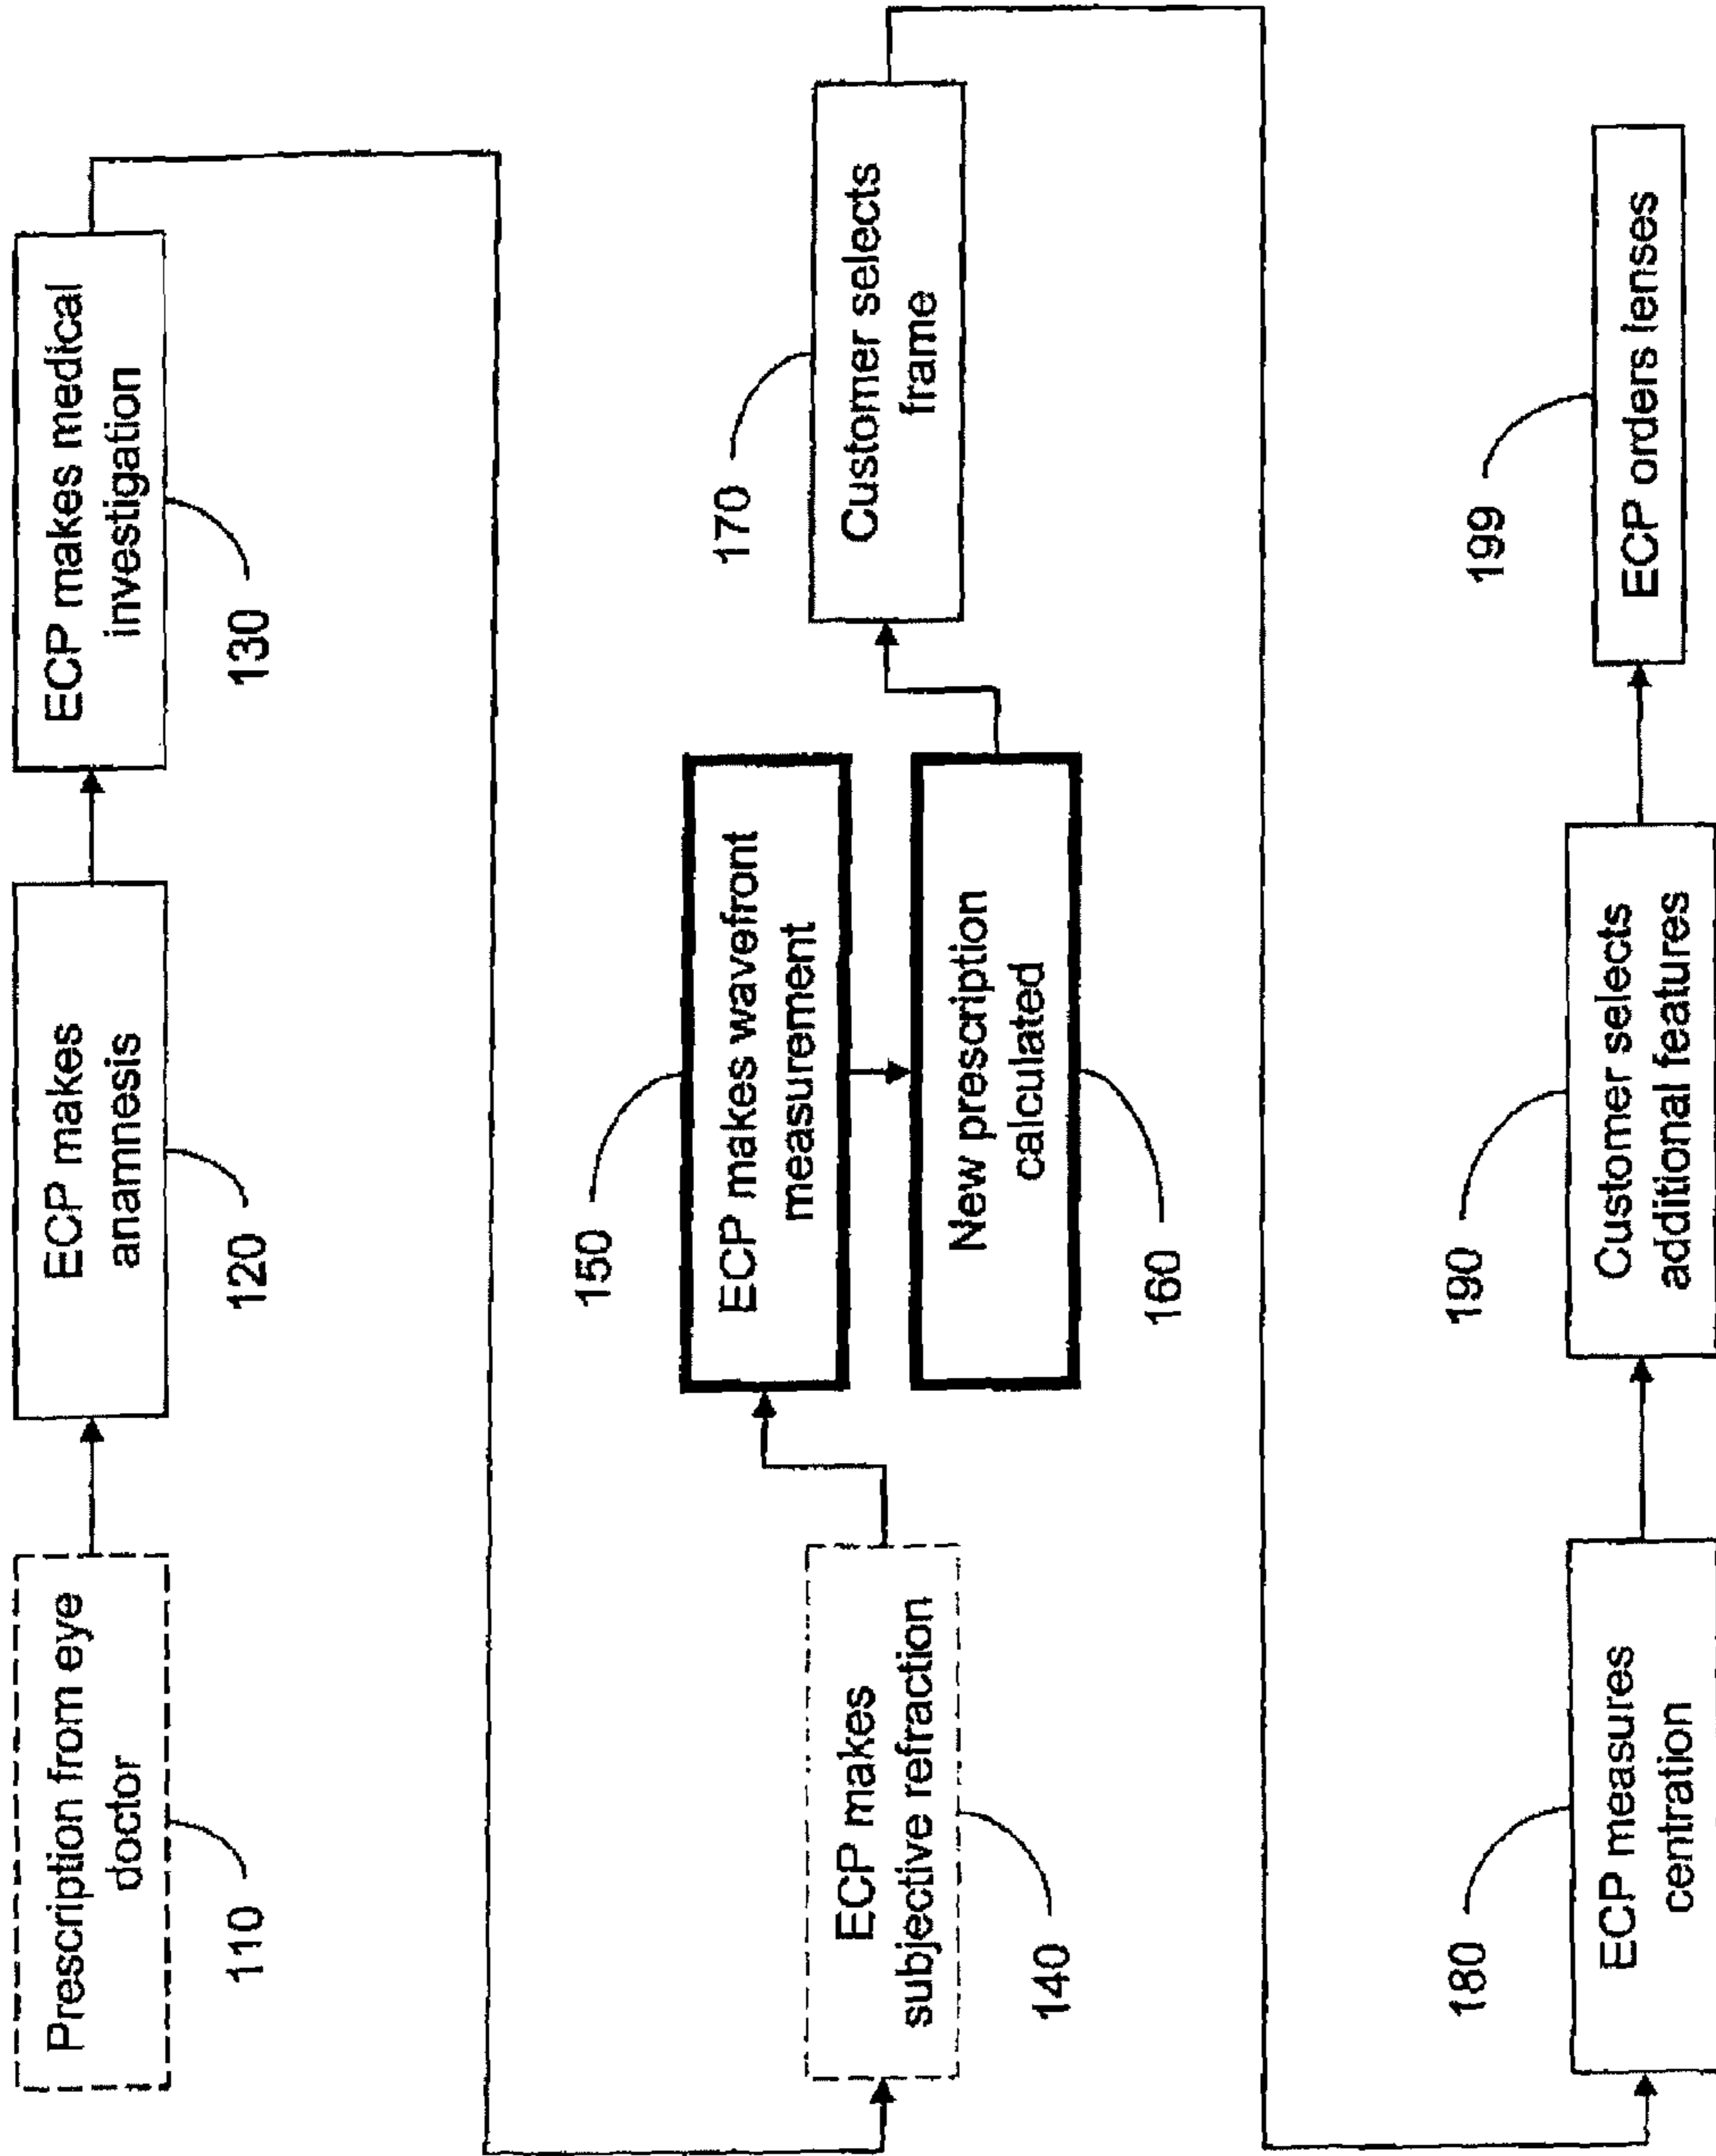 Prescription from eye
doctor
110
ECP makes
anamnesis
120
ECP makes medical
investigation
130
ECP makes
subjective refraction
140
150
ECP makes wavefront
measurement
New prescription
calculated
160
170
Customer selects
frame
180
ECP measures
centration
190
Customer selects
additional features
199
ECP orders lenses